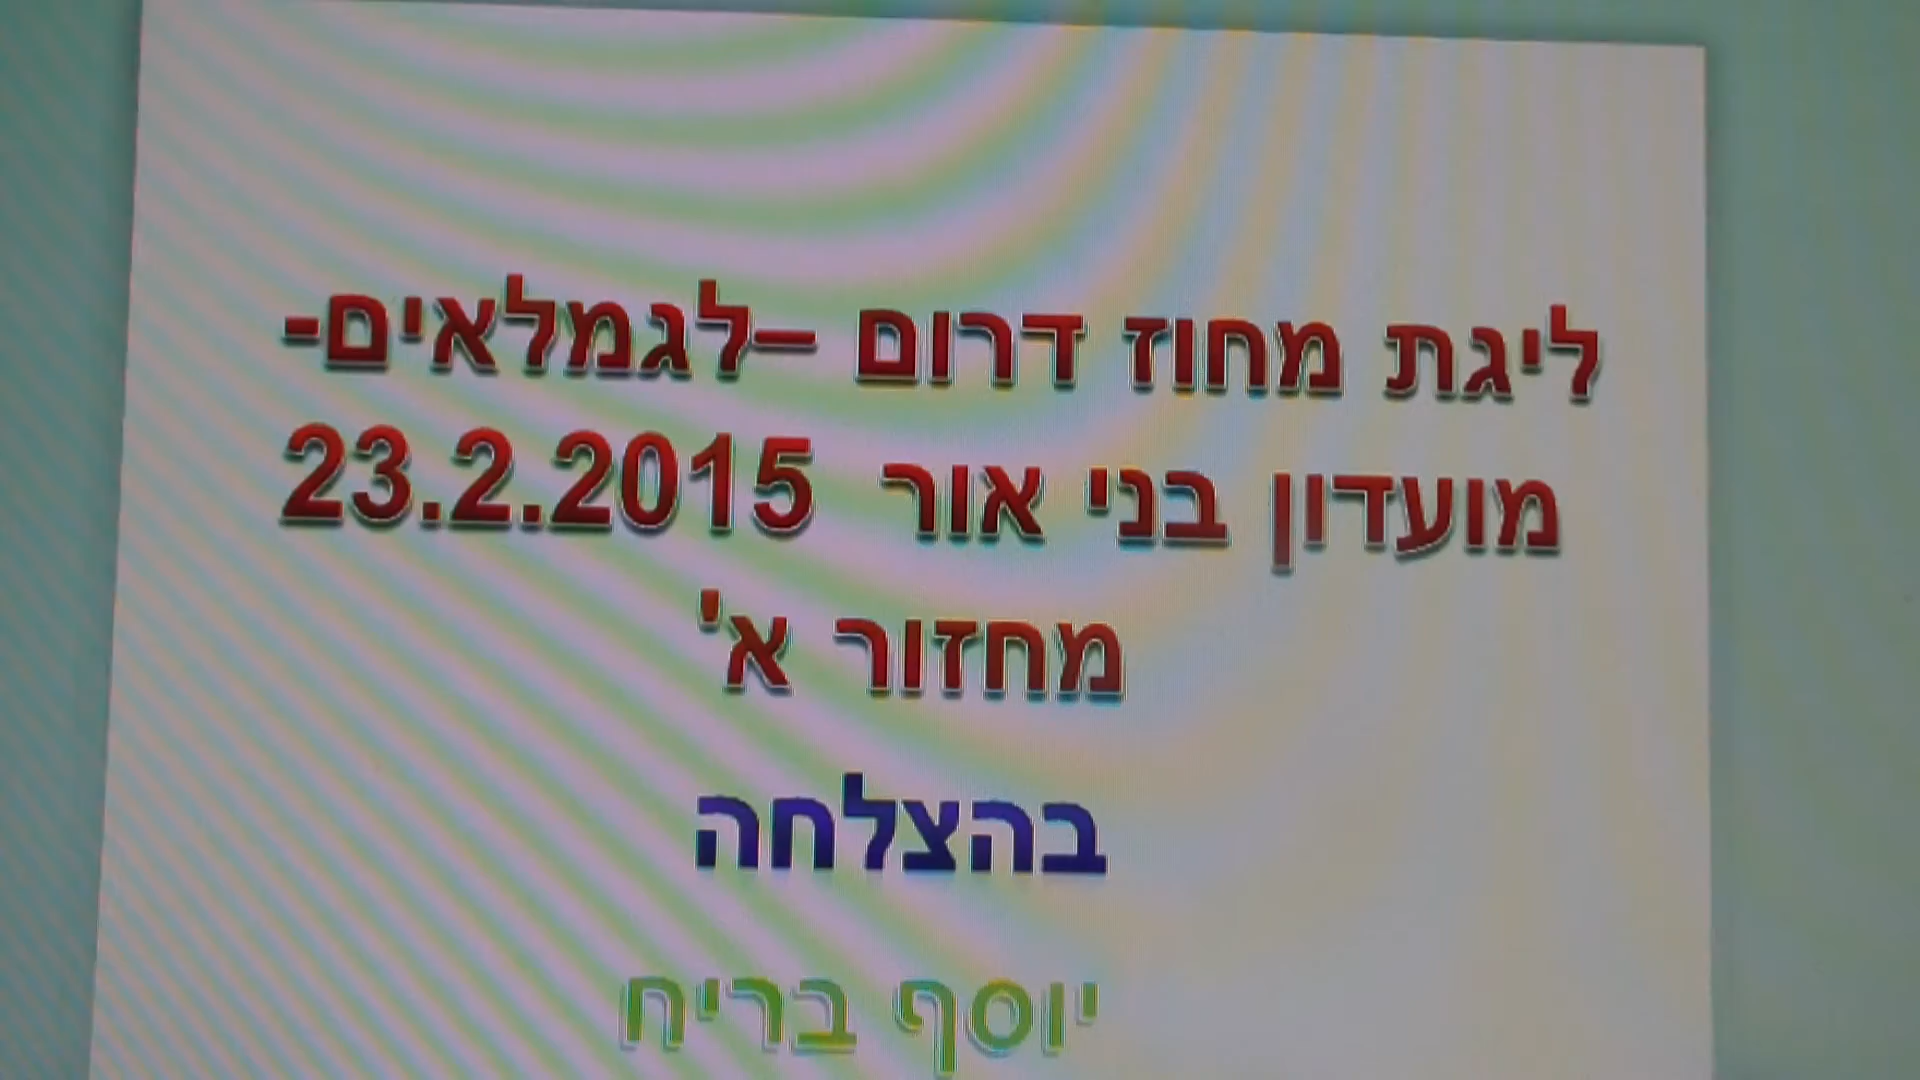 ליגת מחוז דרום –לגמלאים-
מועדון בני אור 23.2.2015
מחזור א'
בהצלחה
יוסף בריח